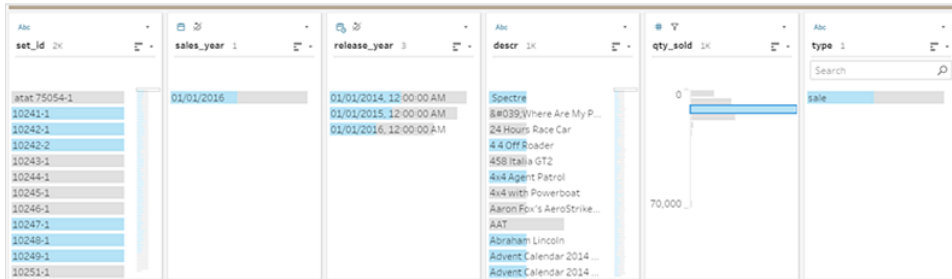 Abc
set_id 2K
atat 75054-1
10241-1
10242-1
10242-2
10243-1
10244-1
10245-1
10246-1
10247-1
10248-1
10249-1
10251-1
sales_year 1
01/01/2016
release_year 3
01/01/2014, 12:00:00 AM
01/01/2015, 12:00:00 AM
01/01/2016, 12:00:00 AM
Abc
descr 1K
Spectre
&#039;Where Are My P...
24 Hours Race Car
4 4 Off Roader
458 Italia GT2
4x4 Agent Patrol
4x4 with Powerboat
Aaron Fox's AeroStrike...
AAT
Abraham Lincoln
Advent Calendar 2014 ...
Advent Calendar 2014 ...
#
qty_sold 1K
0
70,000
Abc
type 1
Search
sale